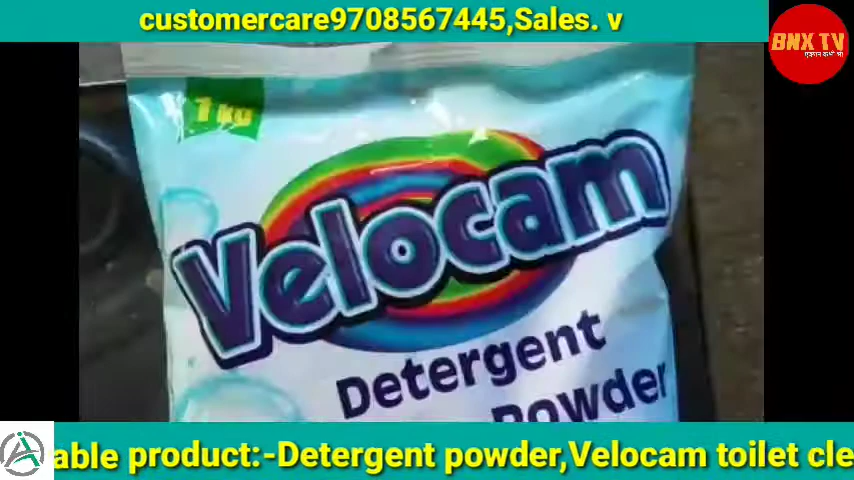 customercare9708567445,Sales. v
BNX TV
1 kg
Velocam
Detergent
Powder
able product:-Detergent powder,Velocam toilet cle